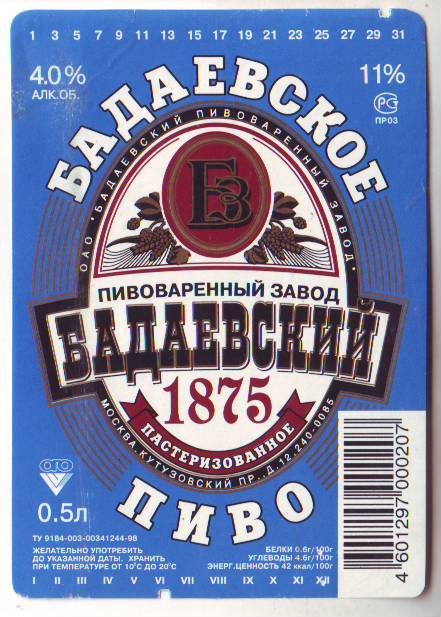 1 3 5 7 9 11 13 15 17 19 21 23 25 27 29 31
4.0%
АЛК.ОБ.
11%
РСТ
ПР03
БАДАЕВСКОЕ
ОАО · БАДАЕВСКИЙ ПИВОВАРЕННЫЙ ЗАВОД ·
БЗ
ПИВОВАРЕННЫЙ ЗАВОД
БАДАЕВСКИЙ
1875
ПАСТЕРИЗОВАННОЕ
МОСКВА, КУТУЗОВСКИЙ ПР., Д.12, 240-0085
ПИВО
0.5л
ТУ 9184-003-00341244-98
ЖЕЛАТЕЛЬНО УПОТРЕБИТЬ
ДО УКАЗАННОЙ ДАТЫ. ХРАНИТЬ
ПРИ ТЕМПЕРАТУРЕ ОТ 10°С ДО 20°С
БЕЛКИ 0.6г/100г
УГЛЕВОДЫ 4.6г/100г
ЭНЕРГ.ЦЕННОСТЬ 42 ккал/100г
4 601297 000207
I II III IV V VI VII VIII IX X XI XII